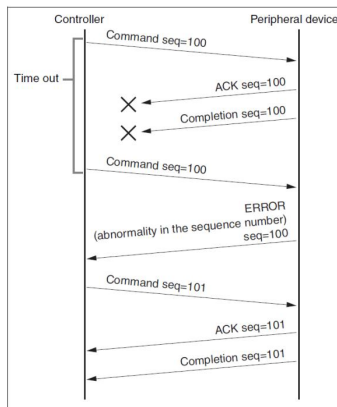 Controller
Peripheral device
Command seq=100
Time out
ACK seq=100
Completion seq=100
Command seq=100
ERROR
(abnormality in the sequence number)
seq=100
Command seq=101
ACK seq=101
Completion seq=101